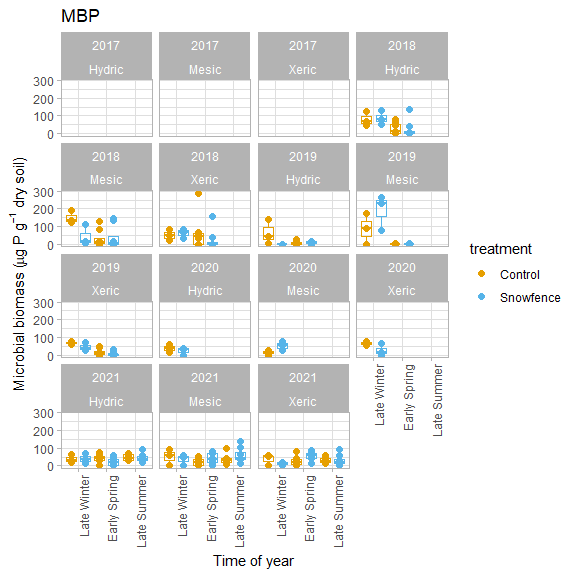 MBP
2017
Hydric
2017
Mesic
2017
Xeric
2018
Hydric
300
200
100
0
2018
Mesic
2018
Xeric
2019
Hydric
2019
Mesic
300
200
100
0
2019
Xeric
2020
Hydric
2020
Mesic
2020
Xeric
300
200
100
0
2021
Hydric
2021
Mesic
2021
Xeric
300
200
100
0
Late Winter
Early Spring
Late Summer
Late Winter
Early Spring
Late Summer
Late Winter
Early Spring
Late Summer
Late Winter
Early Spring
Late Summer
Time of year
Microbial biomass (µg P g⁻¹ dry soil)
treatment
Control
Snowfence